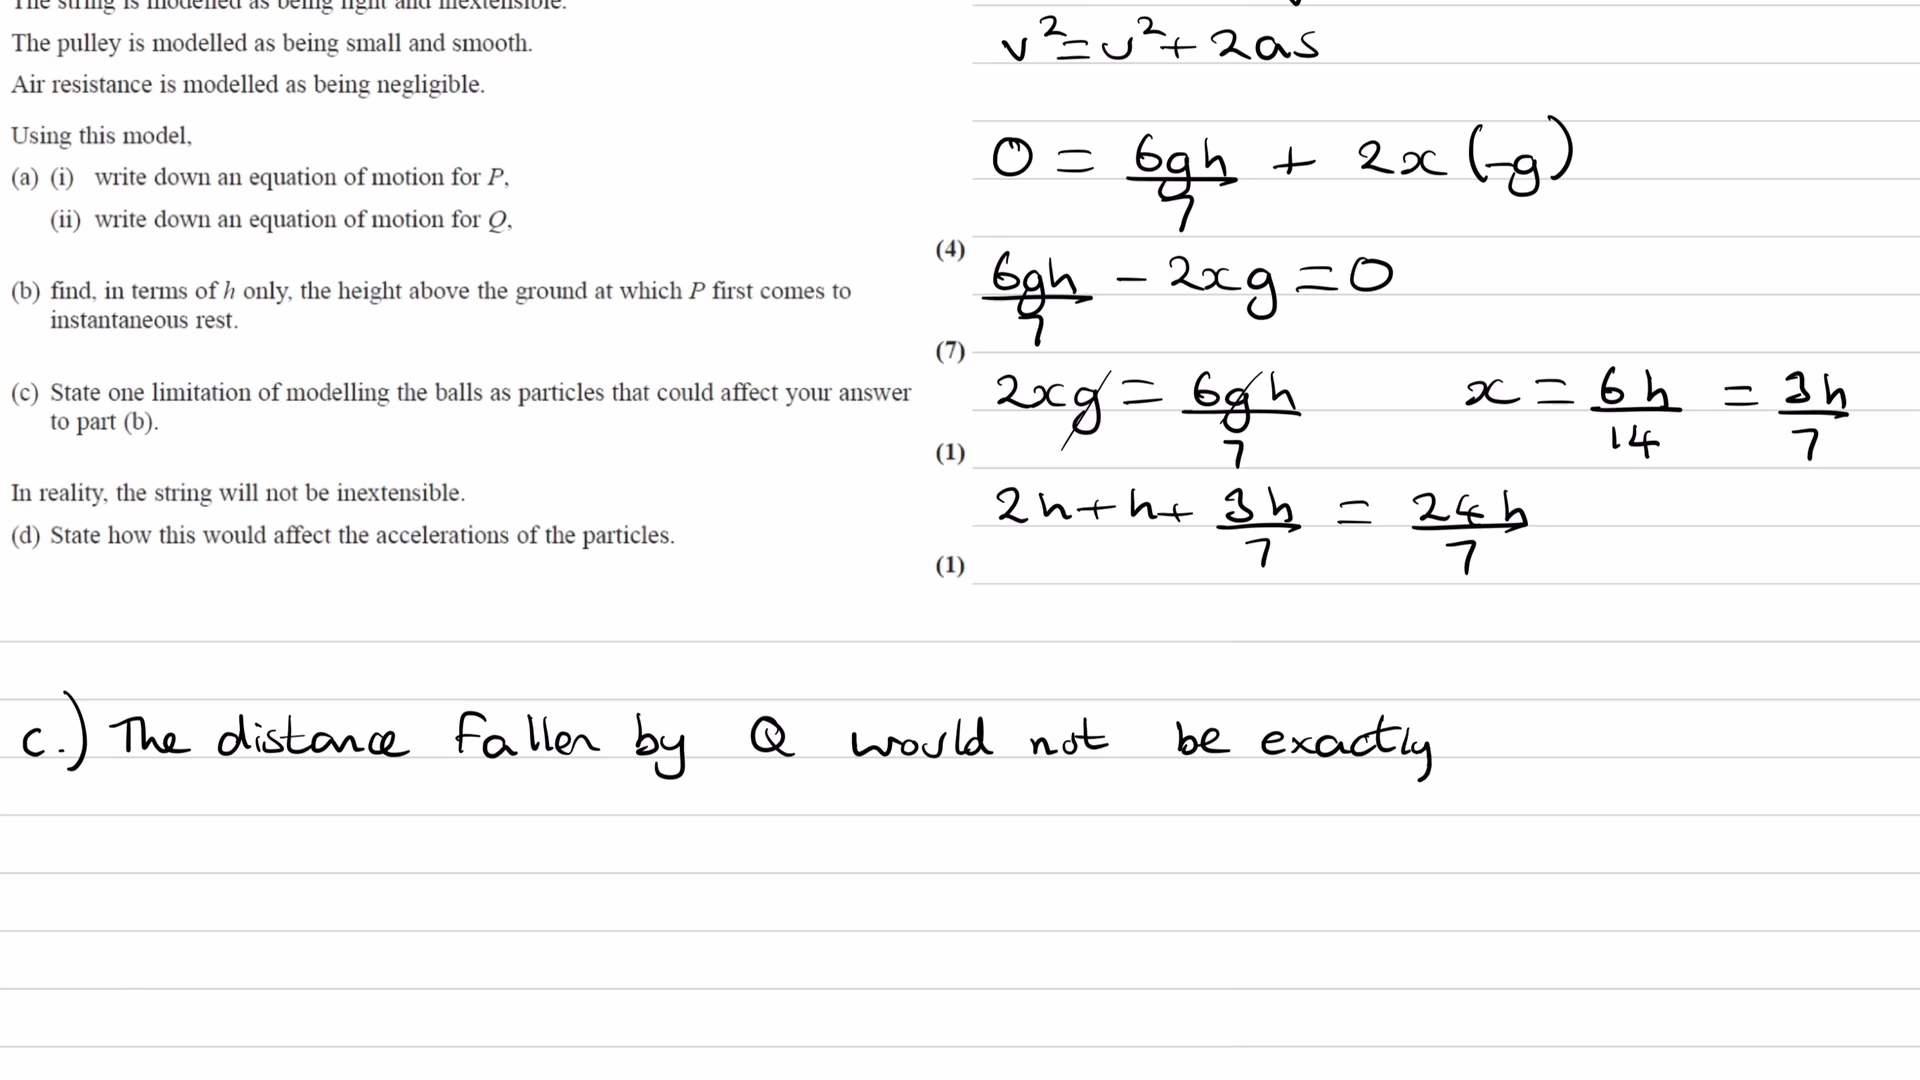 The string is modelled as being light and inextensible.
The pulley is modelled as being small and smooth.
Air resistance is modelled as being negligible.
Using this model,
(a) (i) write down an equation of motion for P,
(ii) write down an equation of motion for Q,
(4)
(b) find, in terms of h only, the height above the ground at which P first comes to
instantaneous rest.
(7)
(c) State one limitation of modelling the balls as particles that could affect your answer
to part (b).
(1)
In reality, the string will not be inextensible.
(d) State how this would affect the accelerations of the particles.
(1)
v² = u² + 2as
0 = 6gh/7 + 2x(-g)
6gh/7 - 2xg = 0
2xg = 6gh/7 x = 6h/14 = 3h/7
2h + h + 3h/7 = 24h/7
c.) The distance fallen by Q would not be exactly